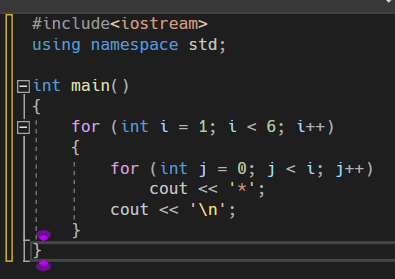 #include<iostream>
using namespace std;
int main()
{
for (int i = 1; i < 6; i++)
{
for (int j = 0; j < i; j++)
cout << '*';
cout << '\n';
}
}